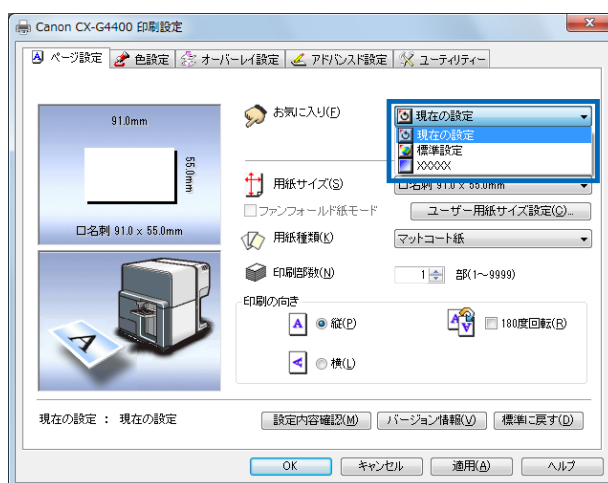 Canon CX-G4400 印刷設定
ページ設定 色設定 オーバーレイ設定 アドバンスト設定 ユーティリティー
91.0mm
55.0mm
口名刺 91.0 x 55.0mm
お気に入り(F)
現在の設定
現在の設定
標準設定
XXXXX
用紙サイズ(S)
口名刺 91.0 x 55.0mm
ファンフォールド紙モード
ユーザー用紙サイズ設定(C)...
用紙種類(K)
マットコート紙
印刷部数(N)
1 部(1~9999)
印刷の向き
A 縦(P)
180度回転(R)
A 横(L)
現在の設定 : 現在の設定
設定内容確認(M) バージョン情報(V) 標準に戻す(D)
OK キャンセル 適用(A) ヘルプ